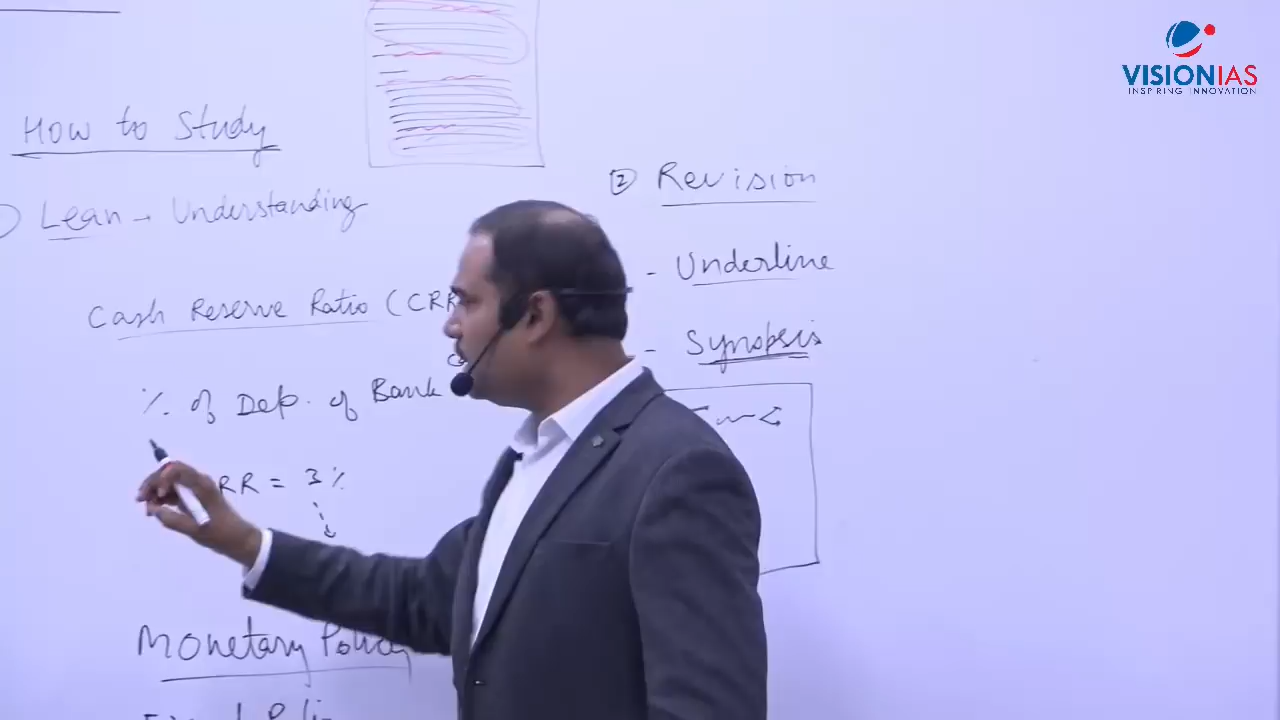 VISIONIAS
INSPIRING INNOVATION
How to Study
Lean → Understanding
Cash Reserve Ratio (CRR
% of Dep. of Bank
RR = 3%
Monetary Policy
② Revision
- Underline
- Synopsis